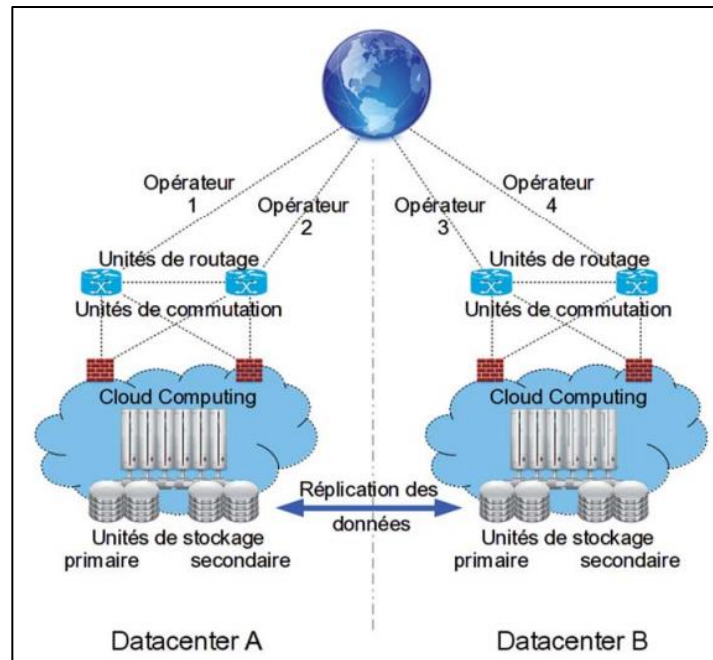 Opérateur
1
Opérateur
2
Opérateur
3
Opérateur
4
Unités de routage
Unités de commutation
Cloud Computing
Unités de stockage
primaire secondaire
Unités de routage
Unités de commutation
Cloud Computing
Unités de stockage
primaire secondaire
Réplication des
données
Datacenter A
Datacenter B